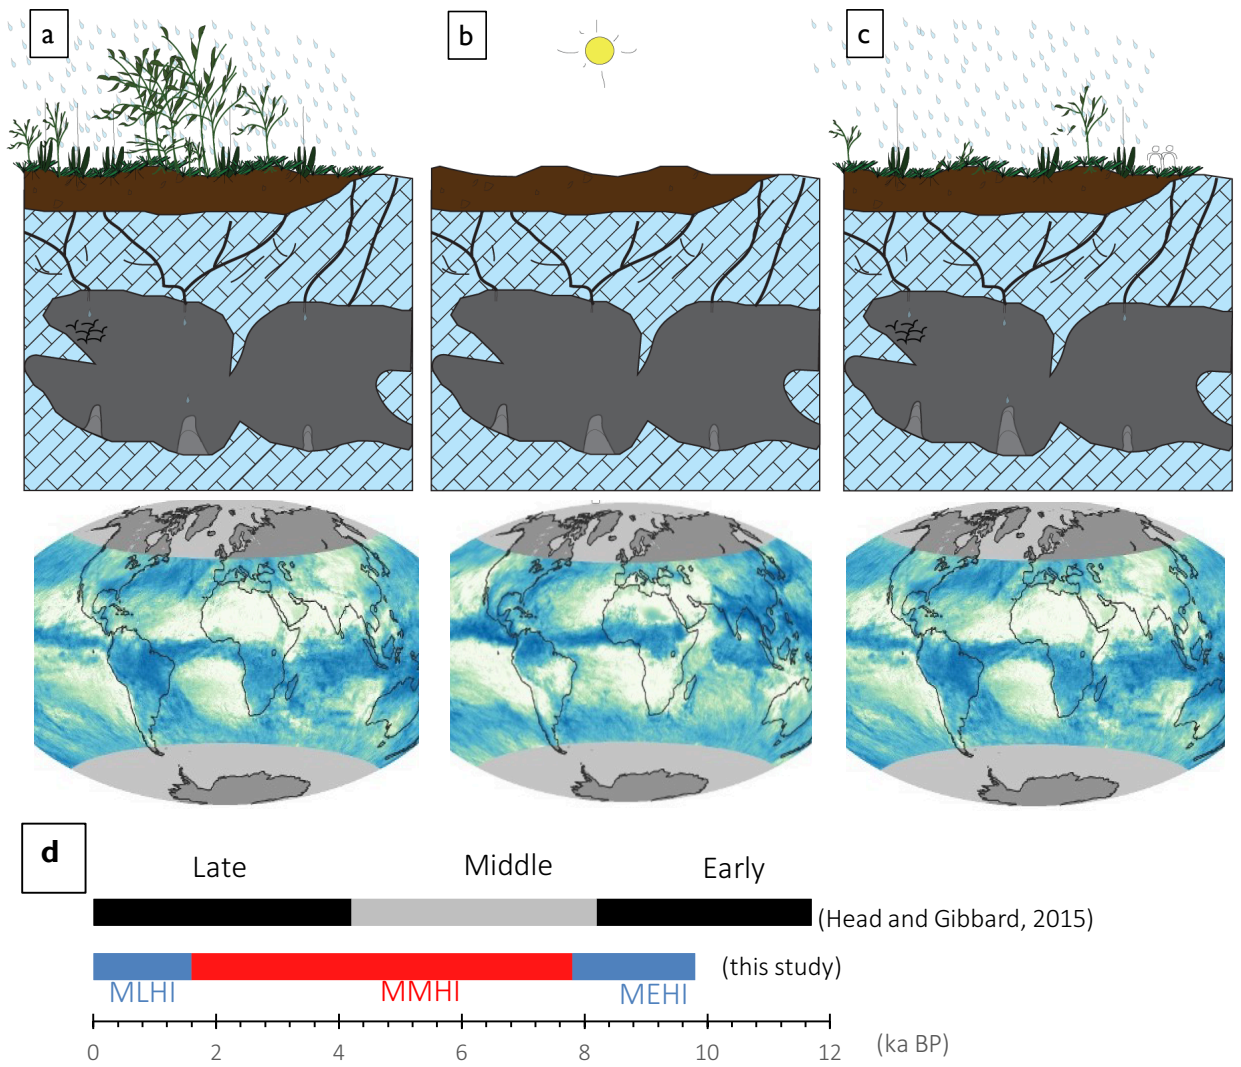 a
b
c
d
Late
Middle
Early
(Head and Gibbard, 2015)
(this study)
MLHI
MMHI
MEHI
0
2
4
6
8
10
12
(ka BP)